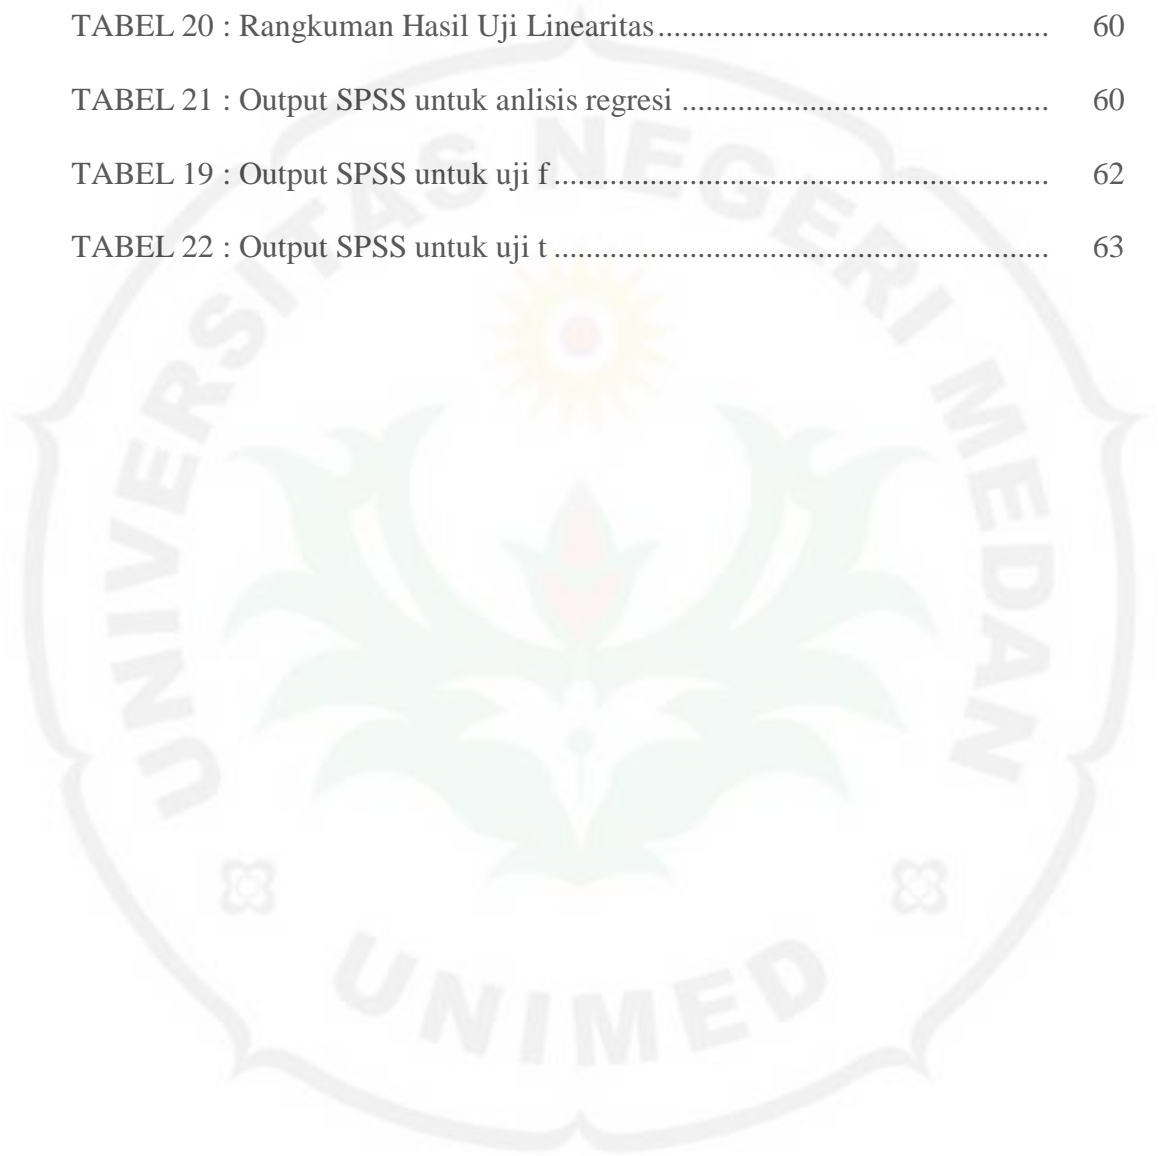 TABEL 20 : Rangkuman Hasil Uji Linearitas................................................. 60
TABEL 21 : Output SPSS untuk anlisis regresi .............................................. 60
TABEL 19 : Output SPSS untuk uji f.............................................................. 62
TABEL 22 : Output SPSS untuk uji t .............................................................. 63
UNIVERSITAS NEGERI MEDAN
UNIMED